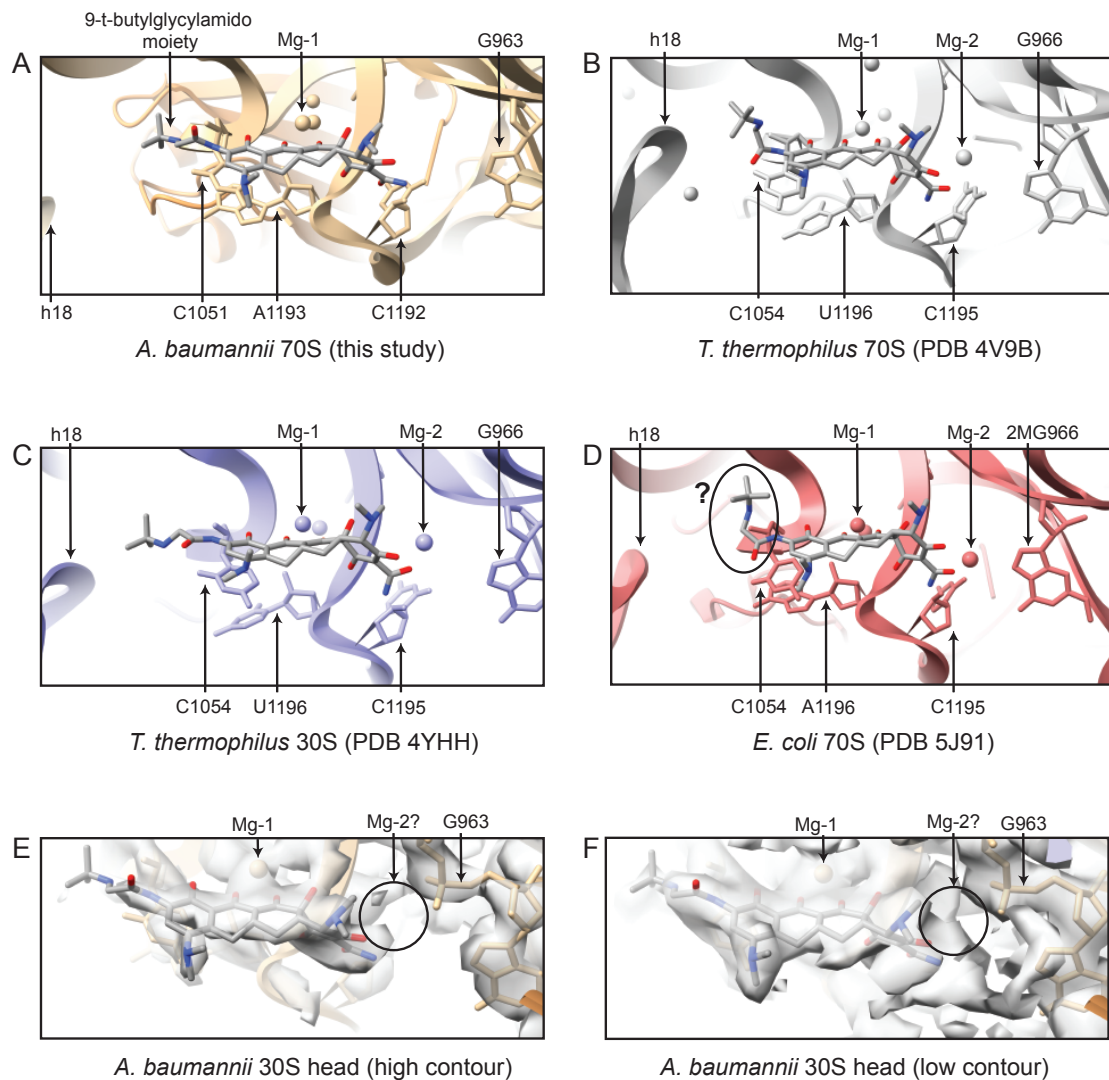 9-t-butylglycylamido
moiety
Mg-1
G963
A
h18
C1051
A1193
C1192
A. baumannii 70S (this study)
h18
Mg-1
Mg-2
G966
B
C1054
U1196
C1195
T. thermophilus 70S (PDB 4V9B)
h18
Mg-1
Mg-2
G966
C
C1054
U1196
C1195
T. thermophilus 30S (PDB 4YHH)
h18
Mg-1
Mg-2
2MG966
D
?
C1054
A1196
C1195
E. coli 70S (PDB 5J91)
Mg-1
Mg-2?
G963
E
A. baumannii 30S head (high contour)
Mg-1
Mg-2?
G963
F
A. baumannii 30S head (low contour)